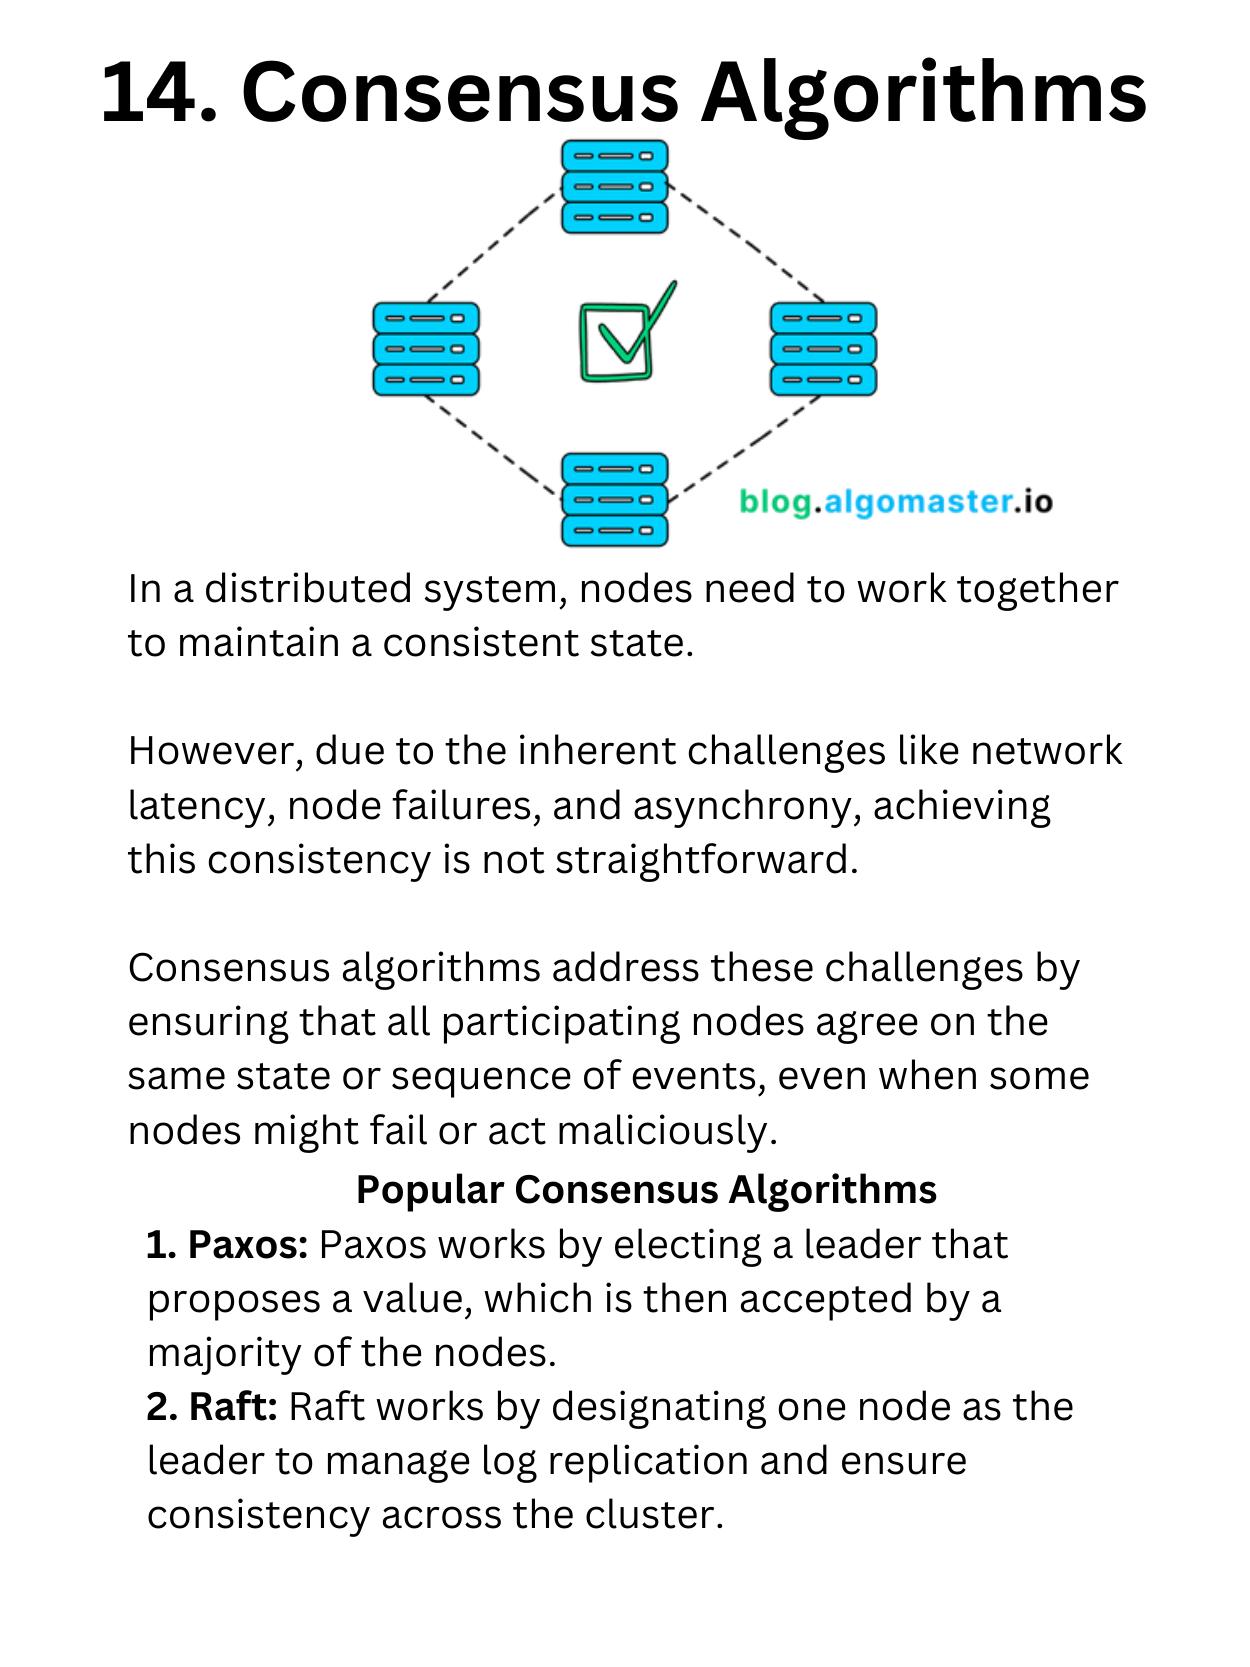 14. Consensus Algorithms
blog.algomaster.io
In a distributed system, nodes need to work together
to maintain a consistent state.
However, due to the inherent challenges like network
latency, node failures, and asynchrony, achieving
this consistency is not straightforward.
Consensus algorithms address these challenges by
ensuring that all participating nodes agree on the
same state or sequence of events, even when some
nodes might fail or act maliciously.
Popular Consensus Algorithms
1. Paxos: Paxos works by electing a leader that
proposes a value, which is then accepted by a
majority of the nodes.
2. Raft: Raft works by designating one node as the
leader to manage log replication and ensure
consistency across the cluster.